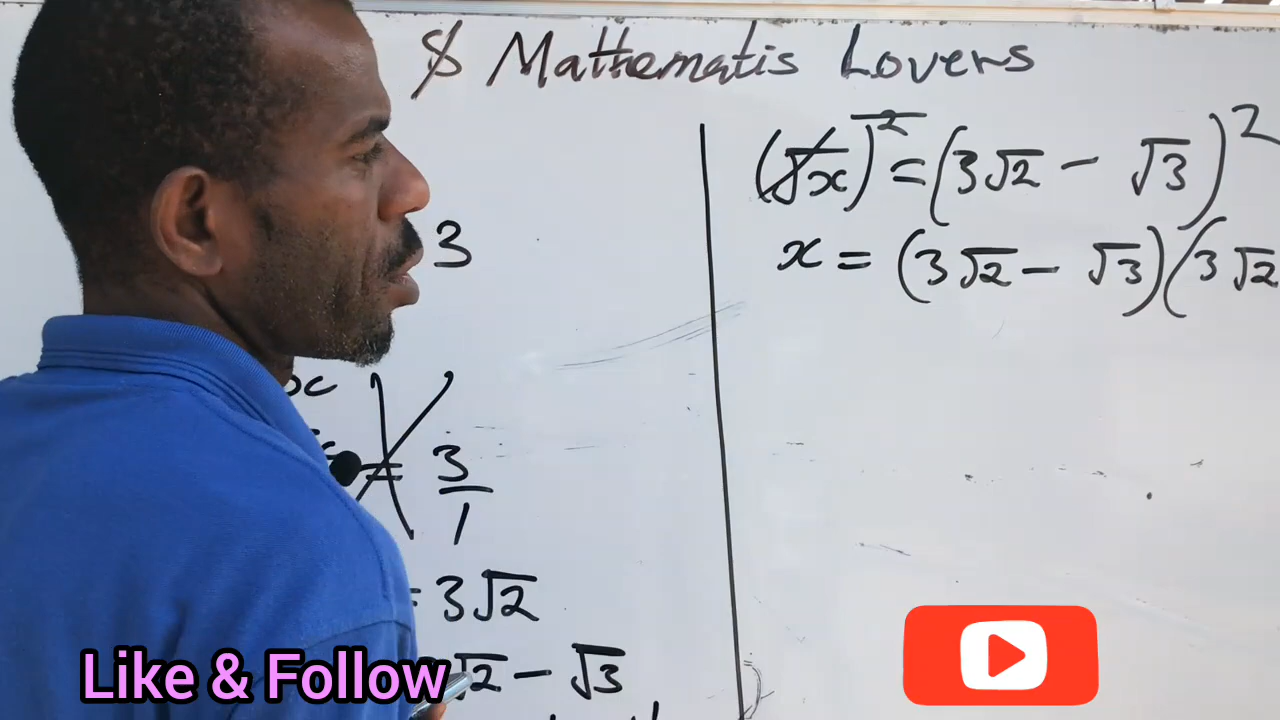 $ Mathematis Lovers
3
x
= 3/1
= 3√2
√2 - √3
(√x)² = (3√2 - √3)²
x = (3√2 - √3)(3√2
Like & Follow